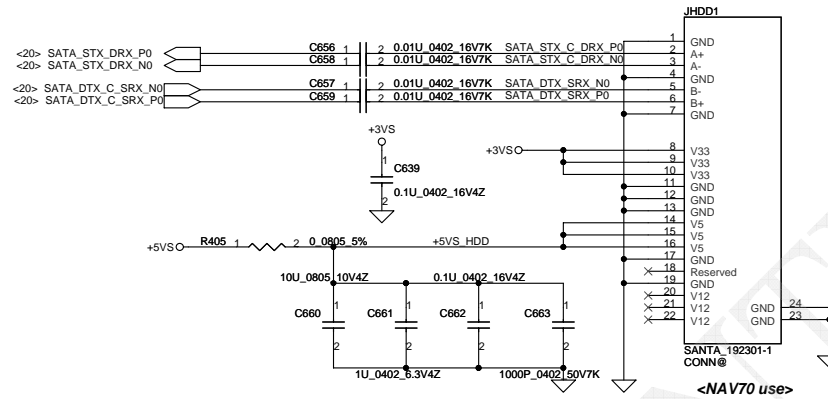 JHDD1
1 GND
<20> SATA_STX_DRX_P0 C656 1 2 0.01U_0402_16V7K SATA_STX_C_DRX_P0 2 A+
<20> SATA_STX_DRX_N0 C658 1 2 0.01U_0402_16V7K SATA_STX_C_DRX_N0 3 A-
4 GND
<20> SATA_DTX_C_SRX_N0 C657 1 2 0.01U_0402_16V7K SATA_DTX_SRX_N0 5 B-
<20> SATA_DTX_C_SRX_P0 C659 1 2 0.01U_0402_16V7K SATA_DTX_SRX_P0 6 B+
7 GND
+3VS
1
C639
0.1U_0402_16V4Z
2
+3VS 8 V33
9 V33
10 V33
11 GND
12 GND
13 GND
14 V5
15 V5
+5VS R405 1 2 0_0805_5% +5VS_HDD 16 V5
17 GND
18 Reserved
19 GND
20 V12
21 V12 GND 24
22 V12 GND 23
10U_0805_10V4Z 0.1U_0402_16V4Z
1 1 1 1
C660 C661 C662 C663
2 2 2 2
1U_0402_6.3V4Z 1000P_0402_50V7K
SANTA_192301-1
CONN@
<NAV70 use>